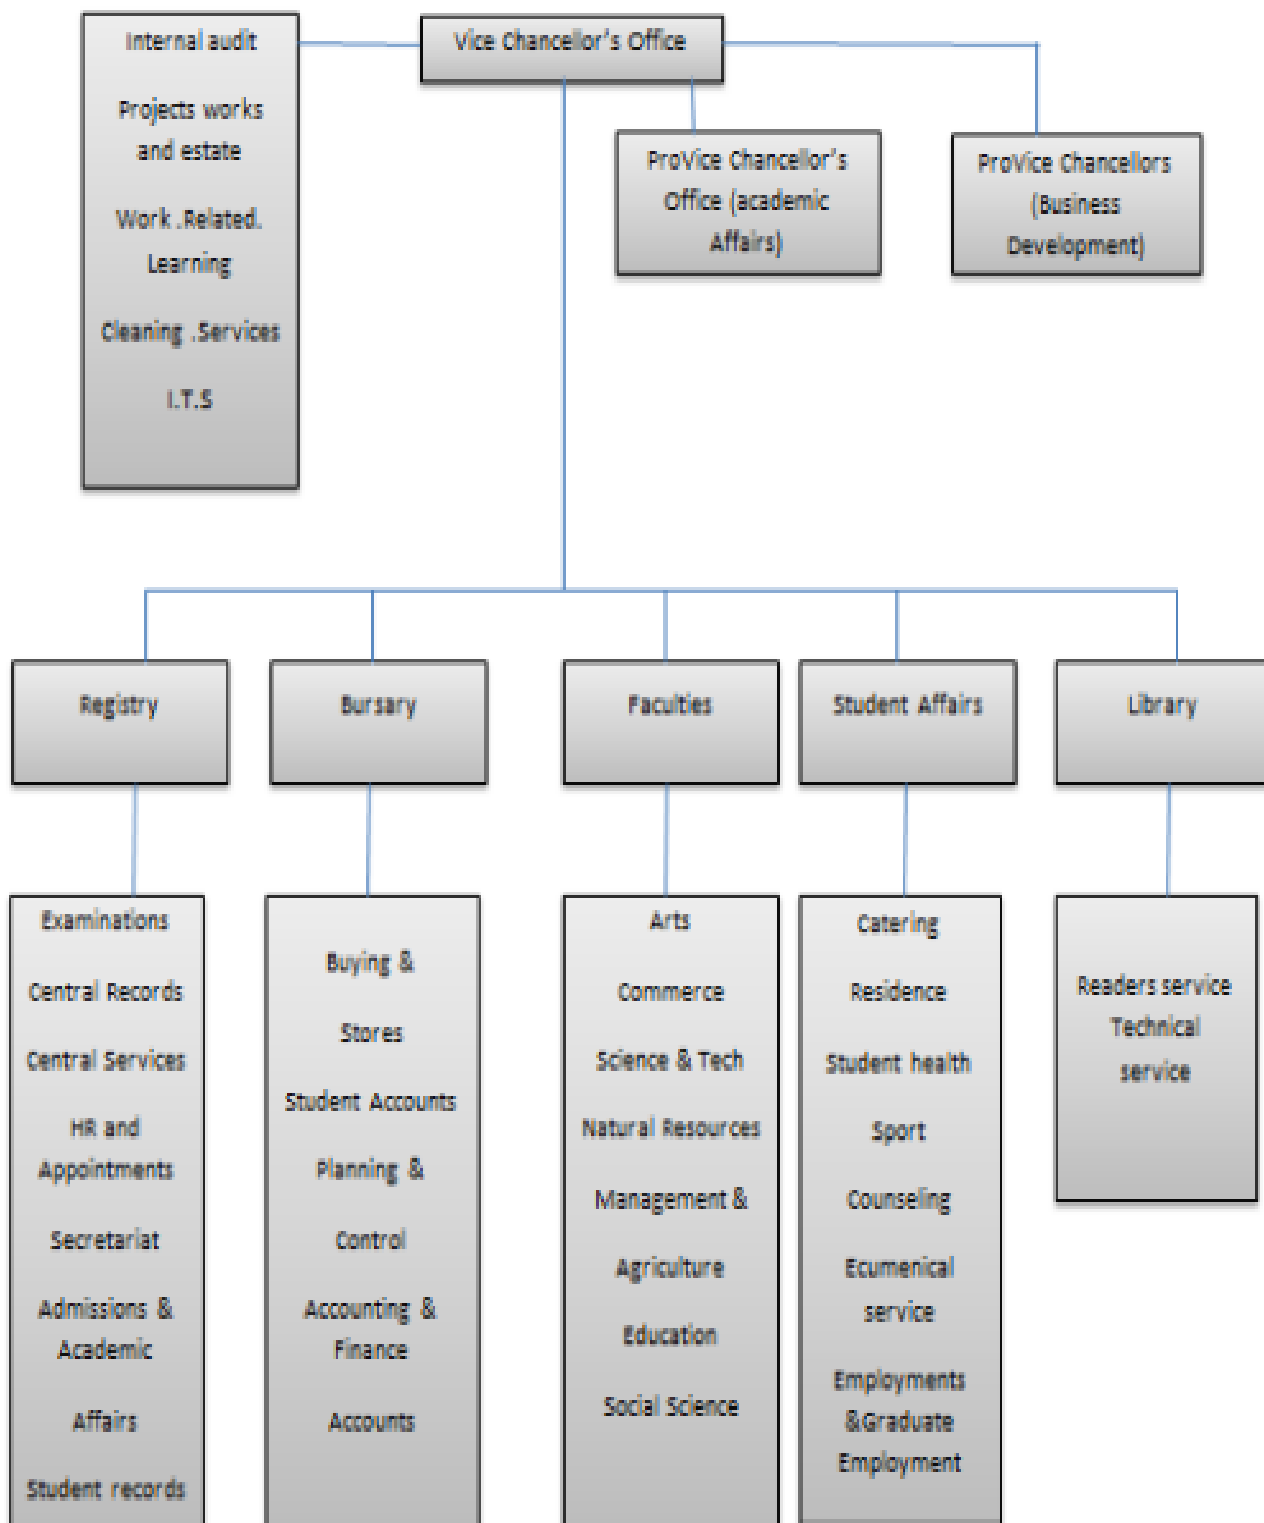 Internal audit
Projects works
and estate
Work .Related.
Learning
Cleaning .Services
I.T.S
Vice Chancellor's Office
ProVice Chancellor's
Office (academic
Affairs)
ProVice Chancellors
(Business
Development)
Registry
Bursary
Faculties
Student Affairs
Library
Examinations
Central Records
Central Services
HR and
Appointments
Secretariat
Admissions &
Academic
Affairs
Student records
Buying &
Stores
Student Accounts
Planning &
Control
Accounting &
Finance
Accounts
Arts
Commerce
Science & Tech
Natural Resources
Management &
Agriculture
Education
Social Science
Catering
Residence
Student health
Sport
Counseling
Ecumenical
service
Employments
&Graduate
Employment
Readers service
Technical
service